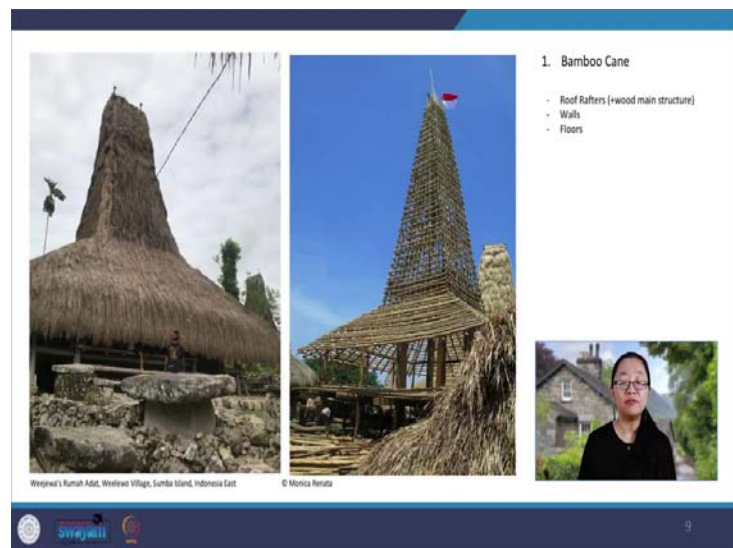 1. Bamboo Cane
- Roof Rafters (+wood main structure)
- Walls
- Floors
Weejewa's Rumah Adat, Weelewo Village, Sumba Island, Indonesia East
© Monica Renata
swayam
9